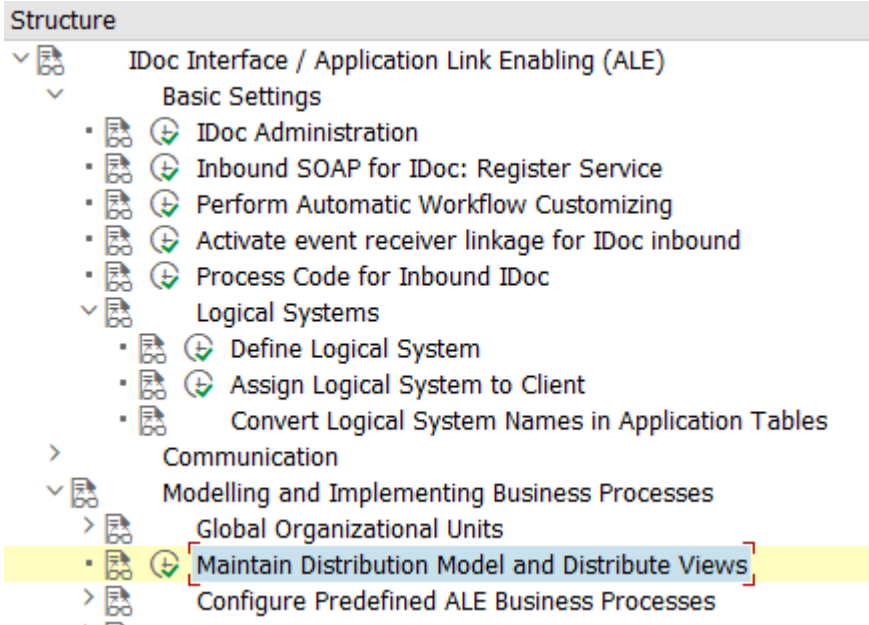 Structure
IDoc Interface / Application Link Enabling (ALE)
Basic Settings
IDoc Administration
Inbound SOAP for IDoc: Register Service
Perform Automatic Workflow Customizing
Activate event receiver linkage for IDoc inbound
Process Code for Inbound IDoc
Logical Systems
Define Logical System
Assign Logical System to Client
Convert Logical System Names in Application Tables
Communication
Modelling and Implementing Business Processes
Global Organizational Units
Maintain Distribution Model and Distribute Views
Configure Predefined ALE Business Processes